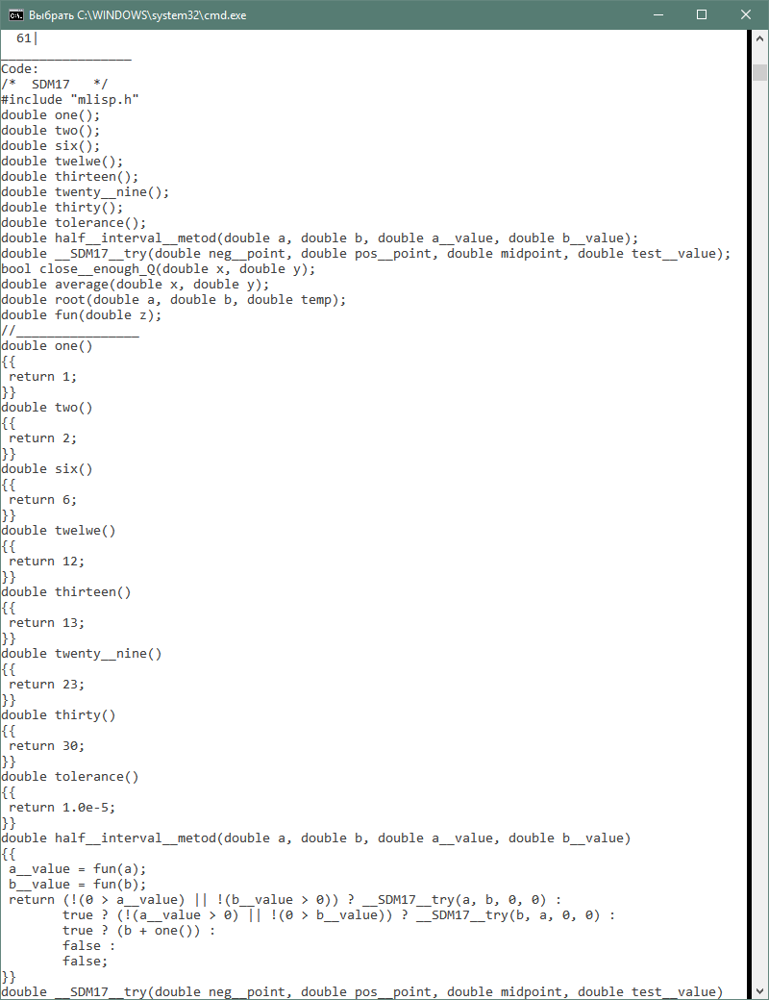 Выбрать C:\WINDOWS\system32\cmd.exe
  61|
_________________
Code:
/*  SDM17   */
#include "mlisp.h"
double one();
double two();
double six();
double twelwe();
double thirteen();
double twenty__nine();
double thirty();
double tolerance();
double half__interval__metod(double a, double b, double a__value, double b__value);
double __SDM17__try(double neg__point, double pos__point, double midpoint, double test__value);
bool close__enough_Q(double x, double y);
double average(double x, double y);
double root(double a, double b, double temp);
double fun(double z);
//________________
double one()
{{
 return 1;
}}
double two()
{{
 return 2;
}}
double six()
{{
 return 6;
}}
double twelwe()
{{
 return 12;
}}
double thirteen()
{{
 return 13;
}}
double twenty__nine()
{{
 return 23;
}}
double thirty()
{{
 return 30;
}}
double tolerance()
{{
 return 1.0e-5;
}}
double half__interval__metod(double a, double b, double a__value, double b__value)
{{
 a__value = fun(a);
 b__value = fun(b);
 return (!(0 > a__value) || !(b__value > 0)) ? __SDM17__try(a, b, 0, 0) :
        true ? (!(a__value > 0) || !(0 > b__value)) ? __SDM17__try(b, a, 0, 0) :
        true ? (b + one()) :
        false :
        false;
}}
double __SDM17__try(double neg__point, double pos__point, double midpoint, double test__value)